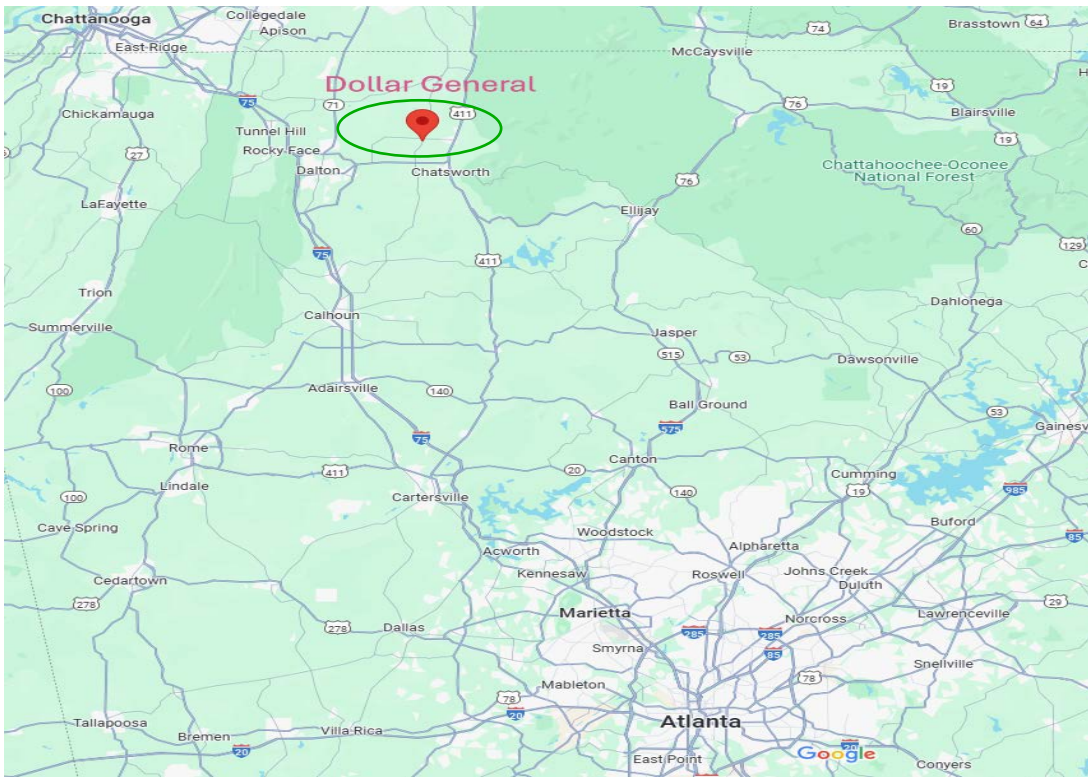 Chattanooga
Collegedale
Apison
East Ridge
74
Brasstown
64
McCaysville
H
Dollar General
75
71
411
19
76
Chickamauga
Blairsville
Tunnel Hill
27
Rocky Face
19
Dalton
Chatsworth
Chattahoochee-Oconee
National Forest
76
LaFayette
Ellijay
60
129
75
411
C
Trion
Dahlonega
Calhoun
Summerville
Jasper
515
53
Dawsonville
100
Adairsville
140
Ball Ground
53
575
Gainesv
75
Rome
Canton
411
20
Cumming
Lindale
140
19
985
100
Cartersville
Cave Spring
Woodstock
Buford
85
Acworth
Alpharetta
Kennesaw
Roswell
Johns Creek
Duluth
Cedartown
278
29
Marietta
Norcross
Lawrenceville
278
Dallas
285
285
Smyrna
85
Snellville
78
Mableton
78
20
Tallapoosa
Atlanta
Villa Rica
Bremen
20
East Point
Google
20
Conyers